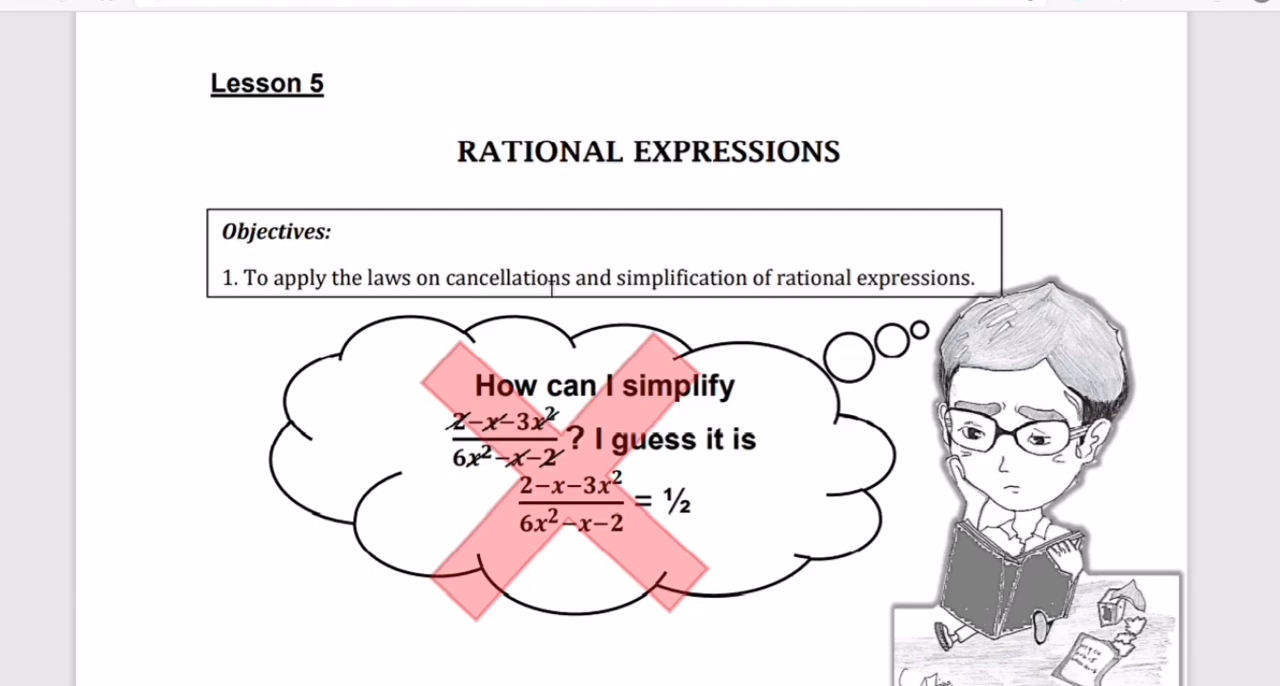 Lesson 5
RATIONAL EXPRESSIONS
Objectives:
1. To apply the laws on cancellations and simplification of rational expressions.
How can I simplify
2−x−3x²
6x²−x−2
? I guess it is
2−x−3x²
6x²−x−2
= ½